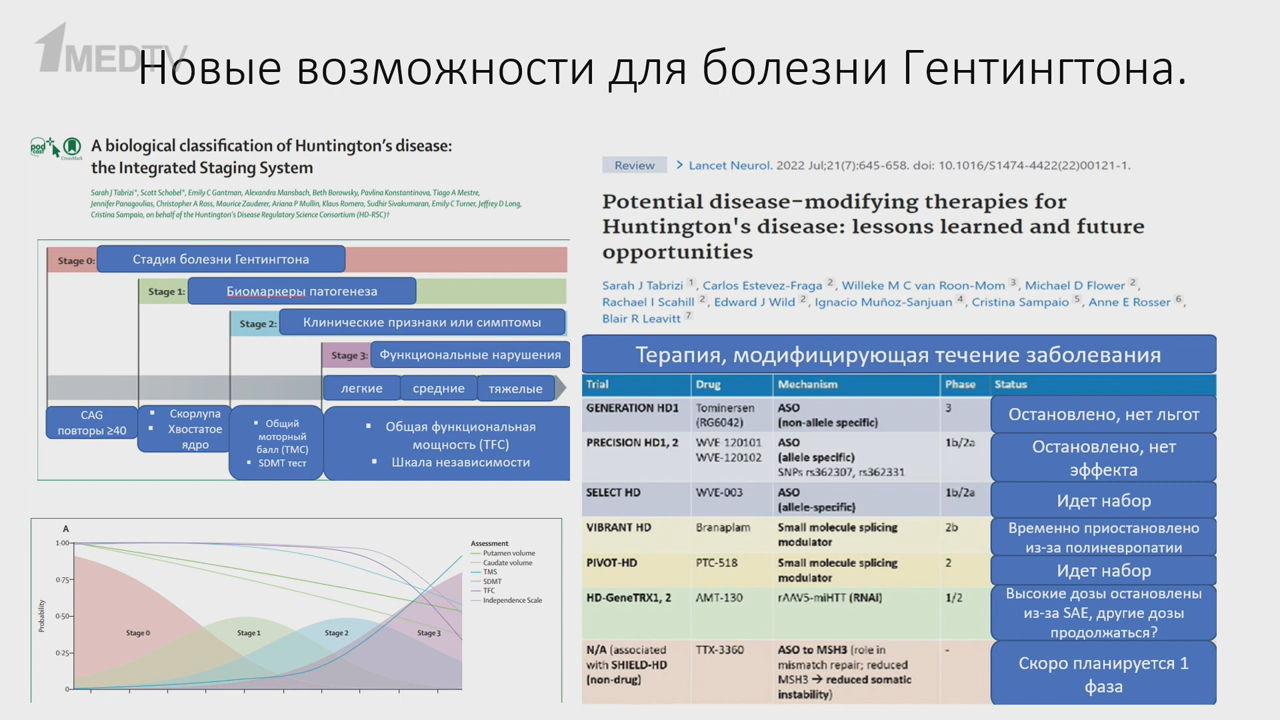 1MEDTV
Новые возможности для болезни Гентингтона.
A biological classification of Huntington's disease:
the Integrated Staging System
Sarah J Tabrizi*, Scott Schobel*, Emily C Gantman, Alexandra Mansbach, Beth Borowsky, Pavlina Konstantinova, Tiago A Mestre,
Jennifer Panagoulias, Christopher A Ross, Maurice Zauderer, Ariana P Mullin, Klaus Romero, Sudhir Sivakumaran, Emily C Turner, Jeffrey D Long,
Cristina Sampaio, on behalf of the Huntington's Disease Regulatory Science Consortium (HD-RSC)†
Stage 0: Стадия болезни Гентингтона
Stage 1: Биомаркеры патогенеза
Stage 2: Клинические признаки или симптомы
Stage 3: Функциональные нарушения
легкие средние тяжелые
CAG
повторы ≥40
Скорлупа
Хвостатое
ядро
Общий
моторный
балл (TMC)
SDMT тест
Общая функциональная
мощность (TFC)
Шкала независимости
A
Probability
1·00
0·75
0·50
0·25
0
Stage 0
Stage 1
Stage 2
Stage 3
Assessment
Putamen volume
Caudate volume
TMS
SDMT
TFC
Independence Scale
Review > Lancet Neurol. 2022 Jul;21(7):645-658. doi: 10.1016/S1474-4422(22)00121-1.
Potential disease-modifying therapies for
Huntington's disease: lessons learned and future
opportunities
Sarah J Tabrizi 1, Carlos Estevez-Fraga 2, Willeke M C van Roon-Mom 3, Michael D Flower 2,
Rachael I Scahill 2, Edward J Wild 2, Ignacio Muñoz-Sanjuan 4, Cristina Sampaio 5, Anne E Rosser 6,
Blair R Leavitt 7
Терапия, модифицирующая течение заболевания
Trial Drug Mechanism Phase Status
GENERATION HD1 Tominersen ASO 3 Остановлено, нет льгот
(RG6042) (non-allele specific)
PRECISION HD1, 2 WVE-120101 ASO 1b/2a Остановлено, нет
WVE-120102 (allele specific) эффекта
SNPs rs362307, rs362331
SELECT HD WVE-003 ASO 1b/2a Идет набор
(allele-specific)
VIBRANT HD Branaplam Small molecule splicing 2b Временно приостановлено
modulator из-за полиневропатии
PIVOT-HD PTC-518 Small molecule splicing 2 Идет набор
modulator
HD-GeneTRX1, 2 AMT-130 rAAV5-miHTT (RNAi) 1/2 Высокие дозы остановлены
из-за SAE, другие дозы
продолжаться?
N/A (associated TTX-3360 ASO to MSH3 (role in - Скоро планируется 1
with SHIELD-HD mismatch repair; reduced фаза
(non-drug) MSH3 → reduced somatic
instability)